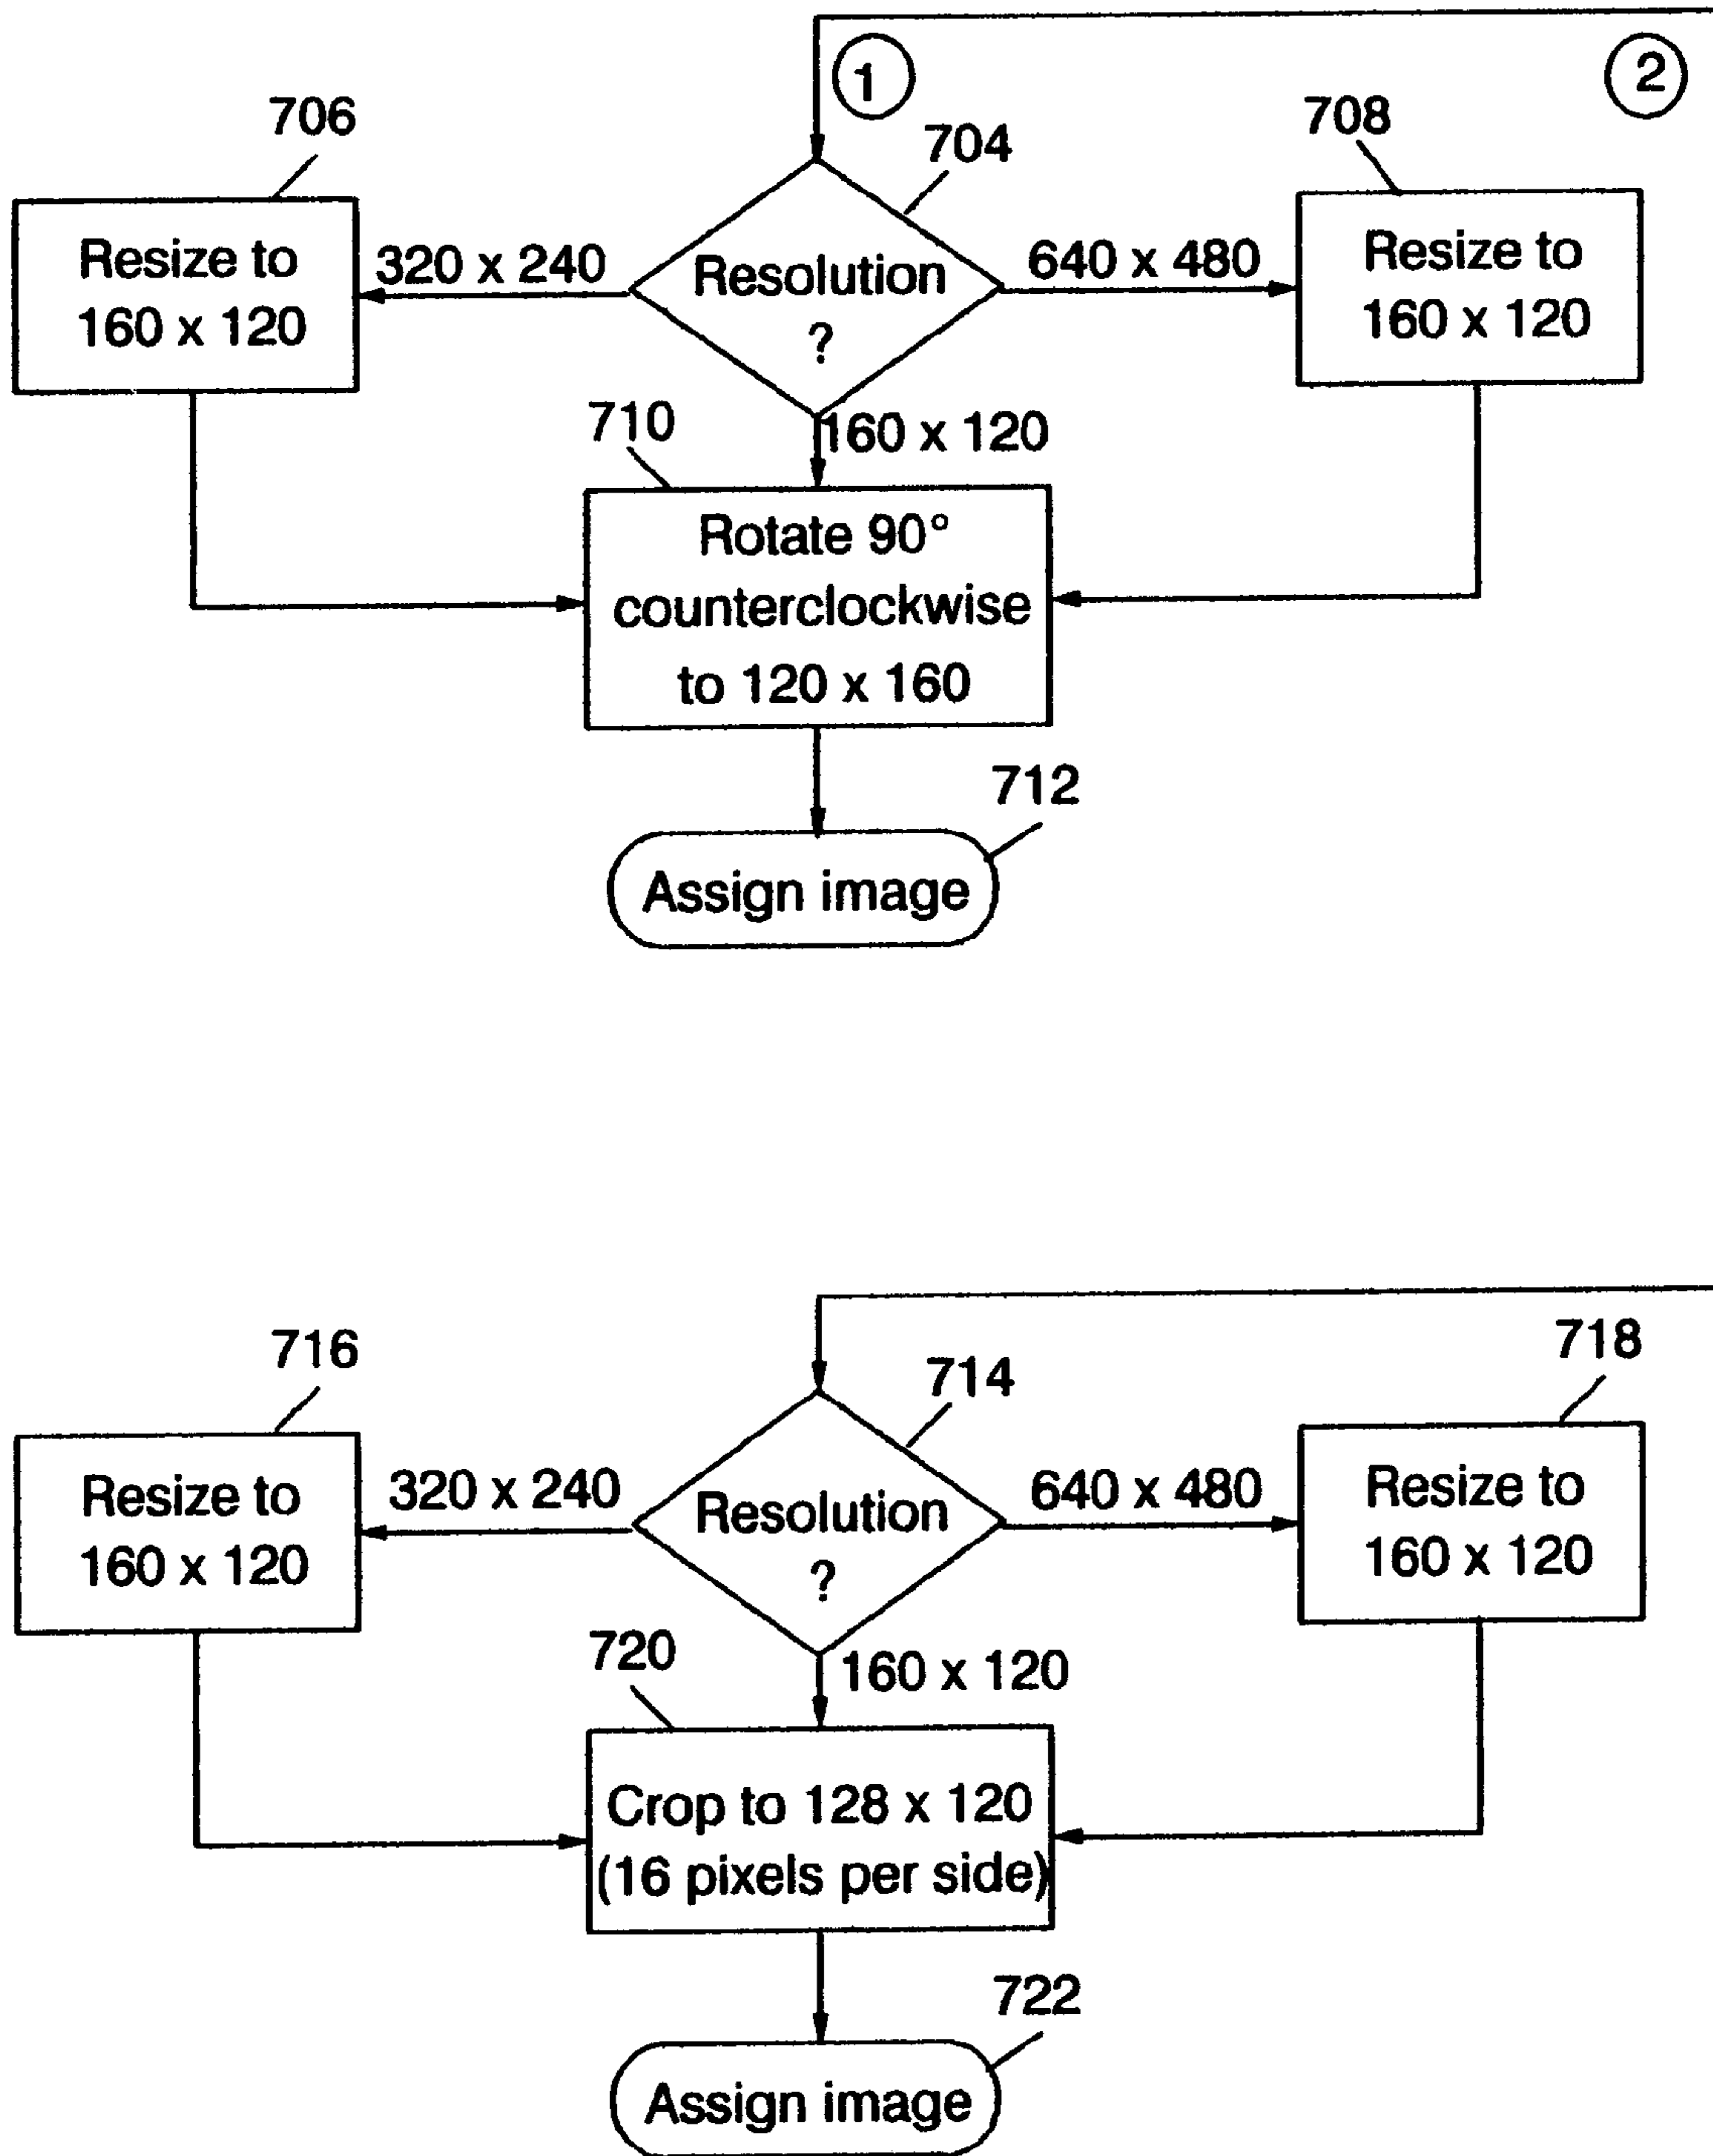 1
2
706
704
708
Resize to
160 x 120
320 x 240
Resolution
?
640 x 480
Resize to
160 x 120
710
160 x 120
Rotate 90°
counterclockwise
to 120 x 160
712
Assign image
716
714
718
Resize to
160 x 120
320 x 240
Resolution
?
640 x 480
Resize to
160 x 120
720
160 x 120
Crop to 128 x 120
(16 pixels per side)
722
Assign image